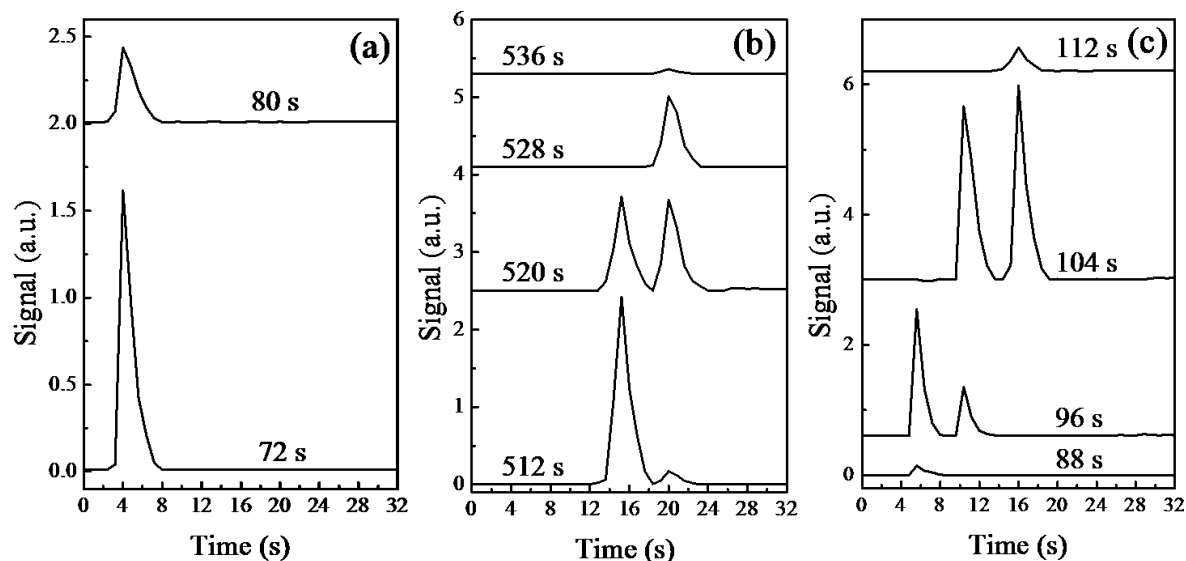 (a)
2.5
2.0
1.5
1.0
0.5
0.0
80 s
72 s
0 4 8 12 16 20 24 28 32
Signal (a.u.)
Time (s)
(b)
6
5
4
3
2
1
0
536 s
528 s
520 s
512 s
0 4 8 12 16 20 24 28 32
Signal (a.u.)
Time (s)
(c)
6
4
2
0
112 s
104 s
96 s
88 s
0 4 8 12 16 20 24 28 32
Signal (a.u.)
Time (s)